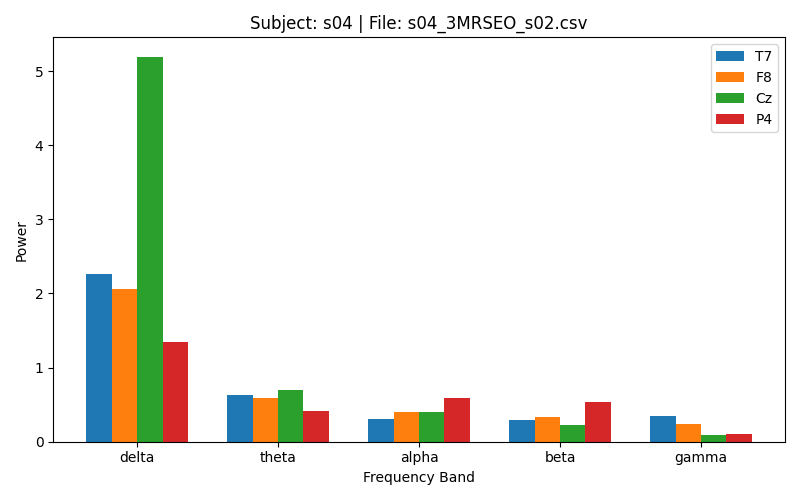 Subject: s04 | File: s04_3MRSEO_s02.csv
T7
F8
Cz
P4
Power
5
4
3
2
1
0
delta theta alpha beta gamma
Frequency Band